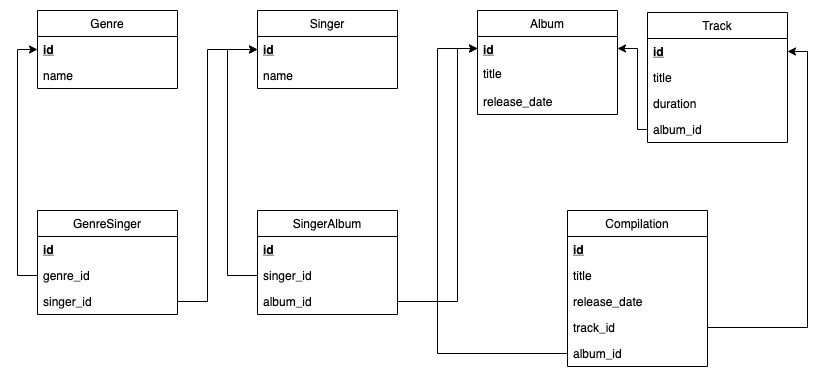 Genre
id
name
Singer
id
name
Album
id
title
release_date
Track
id
title
duration
album_id
GenreSinger
id
genre_id
singer_id
SingerAlbum
id
singer_id
album_id
Compilation
id
title
release_date
track_id
album_id